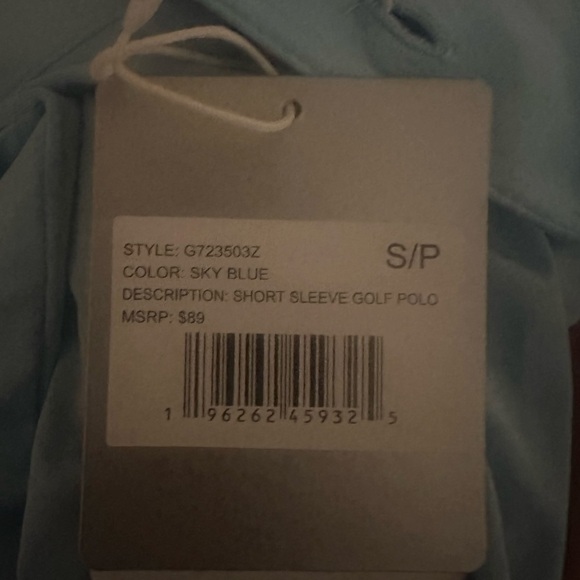 STYLE: G723503Z
S/P
COLOR: SKY BLUE
DESCRIPTION: SHORT SLEEVE GOLF POLO
MSRP: $89
1 96262 45932 5